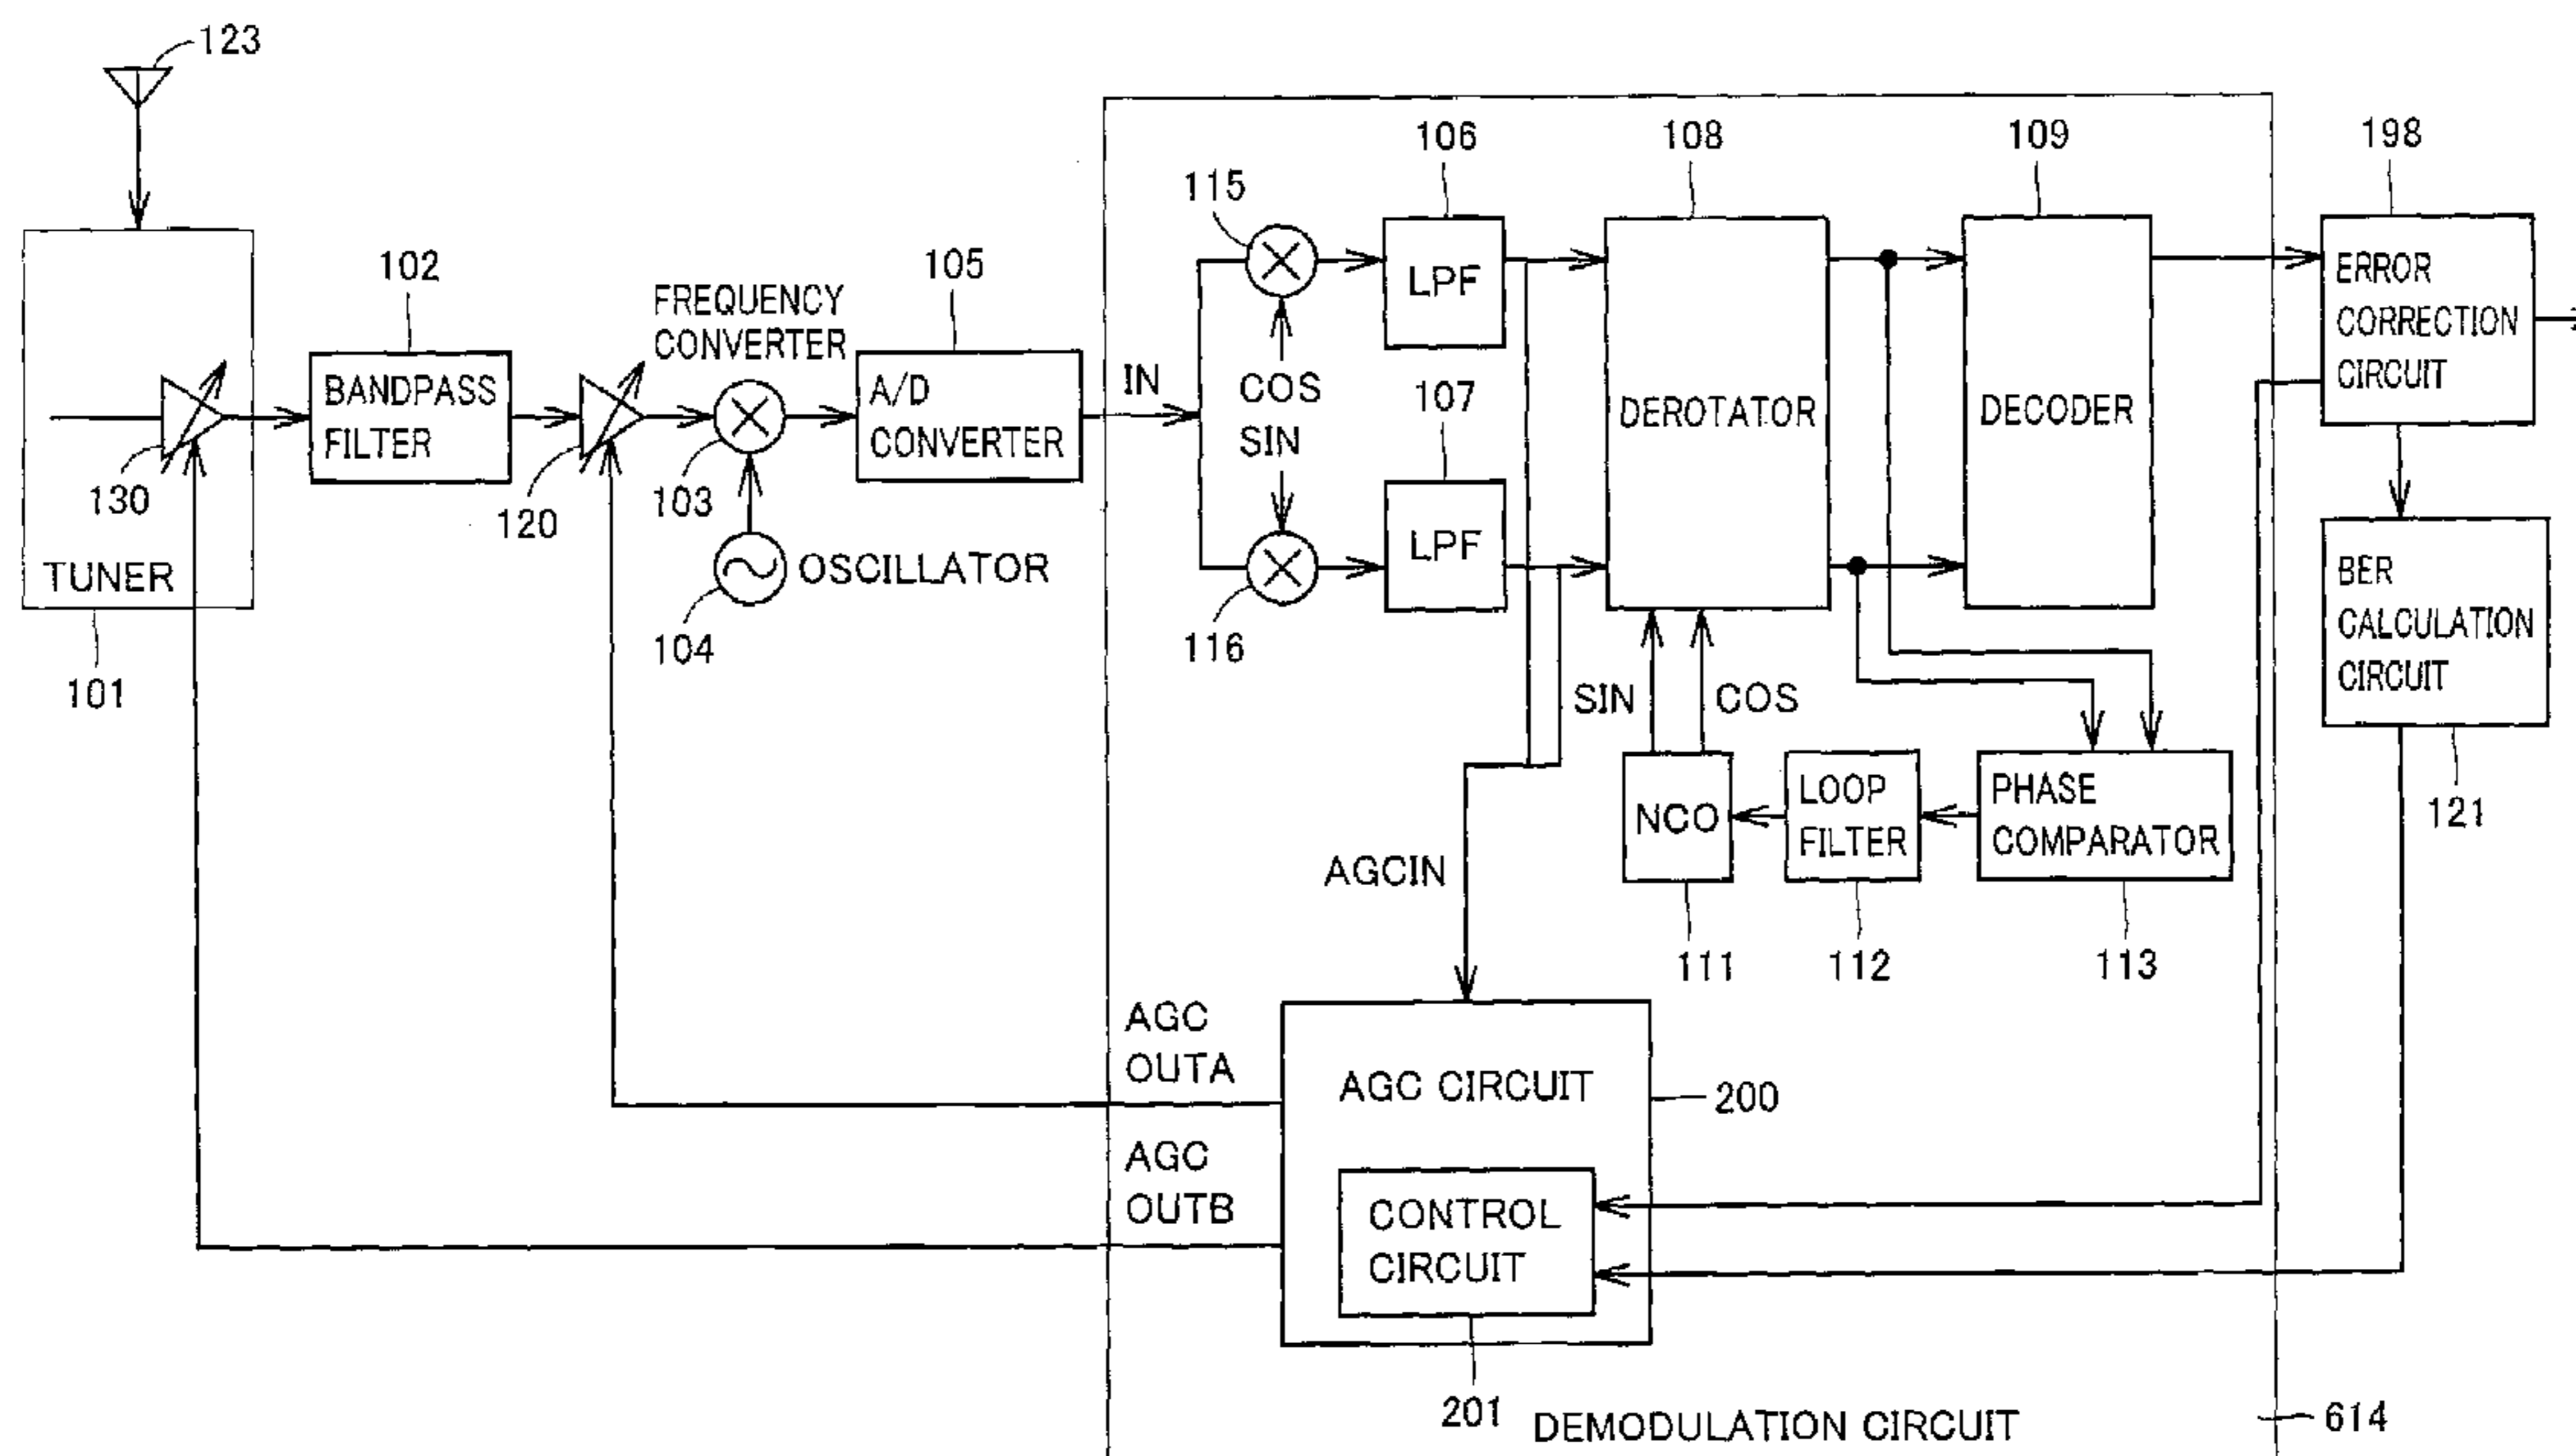 123
106
108
109
198
115
102
FREQUENCY
CONVERTER
105
LPF
ERROR
CORRECTION
CIRCUIT
BANDPASS
FILTER
A/D
CONVERTER
IN
COS
SIN
107
DEROTATOR
DECODER
130
120
103
LPF
TUNER
OSCILLATOR
BER
CALCULATION
CIRCUIT
101
104
116
SIN
COS
NCO
LOOP
FILTER
PHASE
COMPARATOR
121
AGCIN
111
112
113
AGC
OUTA
AGC CIRCUIT
200
AGC
OUTB
CONTROL
CIRCUIT
201
DEMODULATION CIRCUIT
614